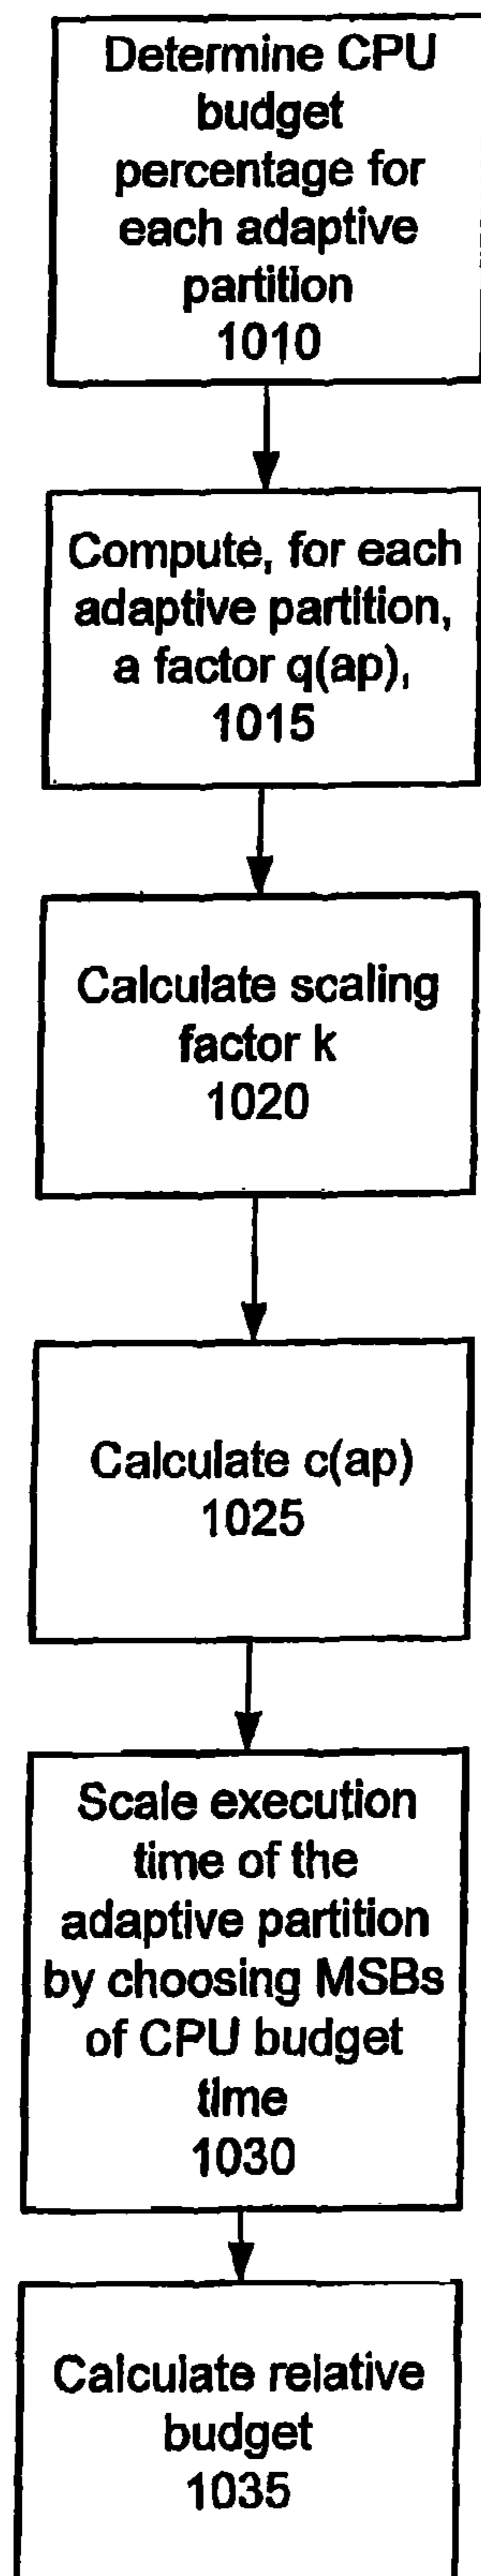 Determine CPU
budget
percentage for
each adaptive
partition
1010
Compute, for each
adaptive partition,
a factor q(ap),
1015
Calculate scaling
factor k
1020
Calculate c(ap)
1025
Scale execution
time of the
adaptive partition
by choosing MSBs
of CPU budget
time
1030
Calculate relative
budget
1035